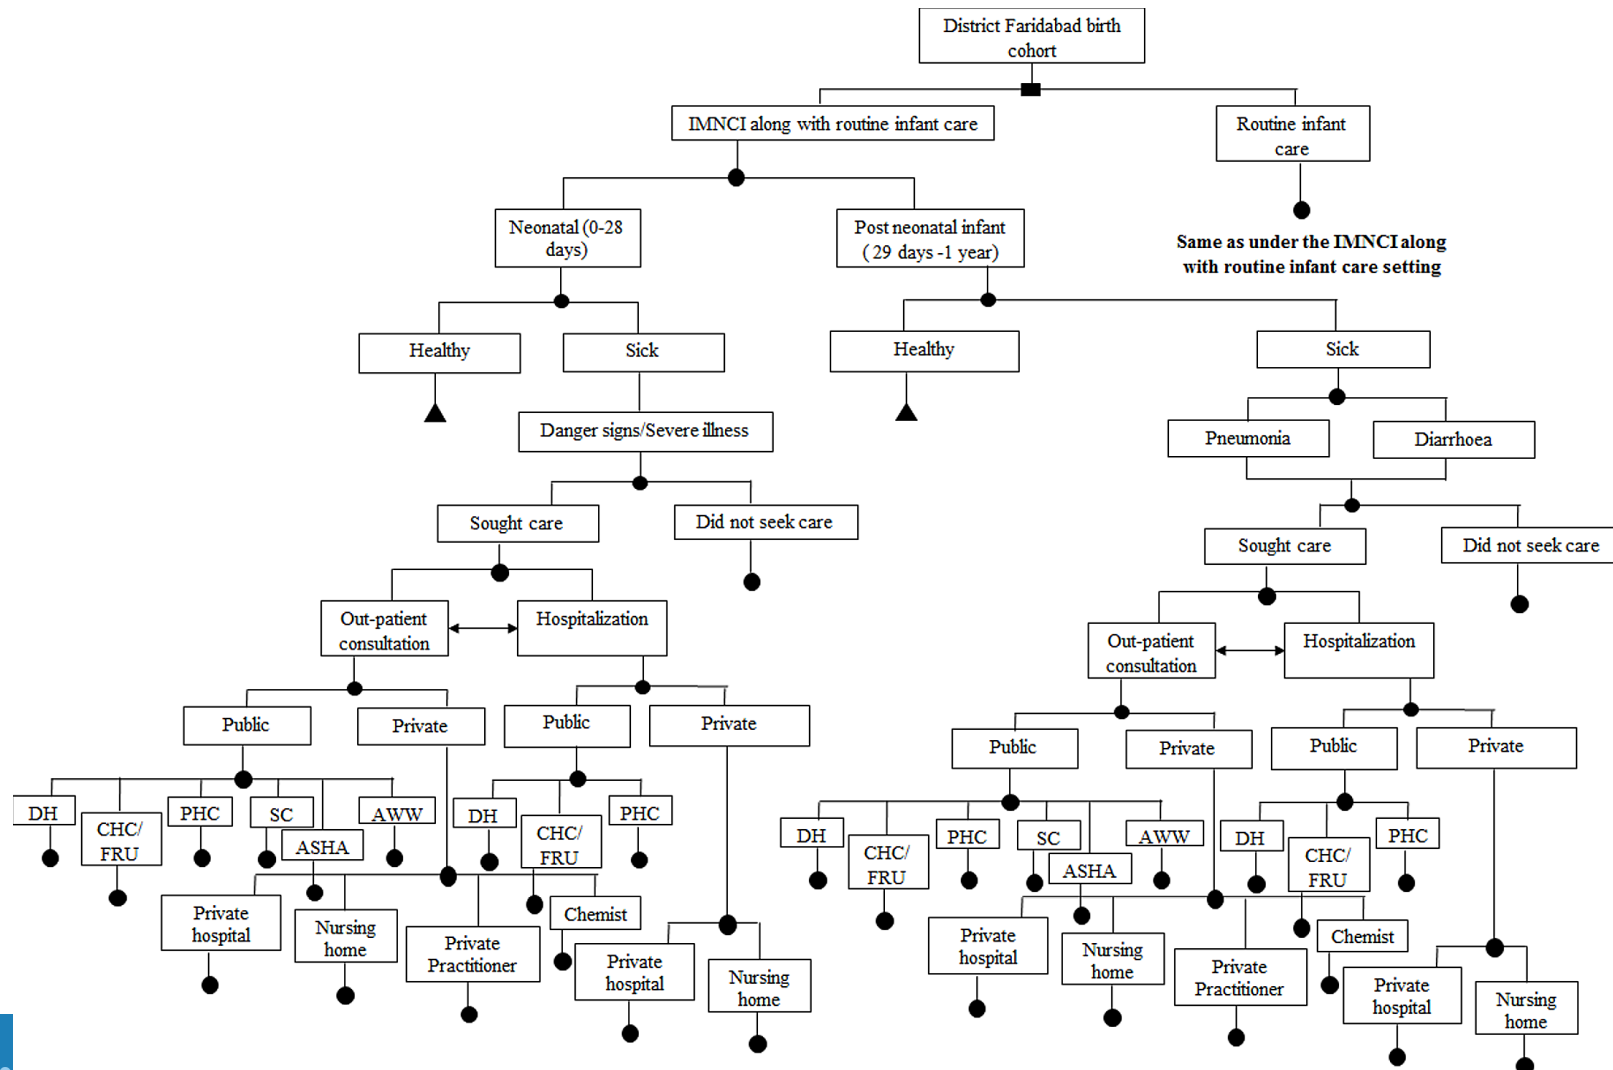 District Faridabad birth
cohort
IMNCI along with routine infant care
Routine infant
care
Neonatal (0-28
days)
Post neonatal infant
( 29 days -1 year)
Same as under the IMNCI along
with routine infant care setting
Healthy
Sick
Healthy
Sick
Danger signs/Severe illness
Pneumonia
Diarrhoea
Sought care
Did not seek care
Sought care
Did not seek care
Out-patient
consultation
Hospitalization
Out-patient
consultation
Hospitalization
Public
Private
Public
Private
Public
Private
Public
Private
DH
CHC/
FRU
PHC
SC
ASHA
AWW
DH
CHC/
FRU
PHC
DH
CHC/
FRU
PHC
SC
ASHA
AWW
DH
CHC/
FRU
PHC
Private
hospital
Nursing
home
Private
Practitioner
Chemist
Private
hospital
Nursing
home
Private
hospital
Nursing
home
Private
Practitioner
Chemist
Private
hospital
Nursing
home